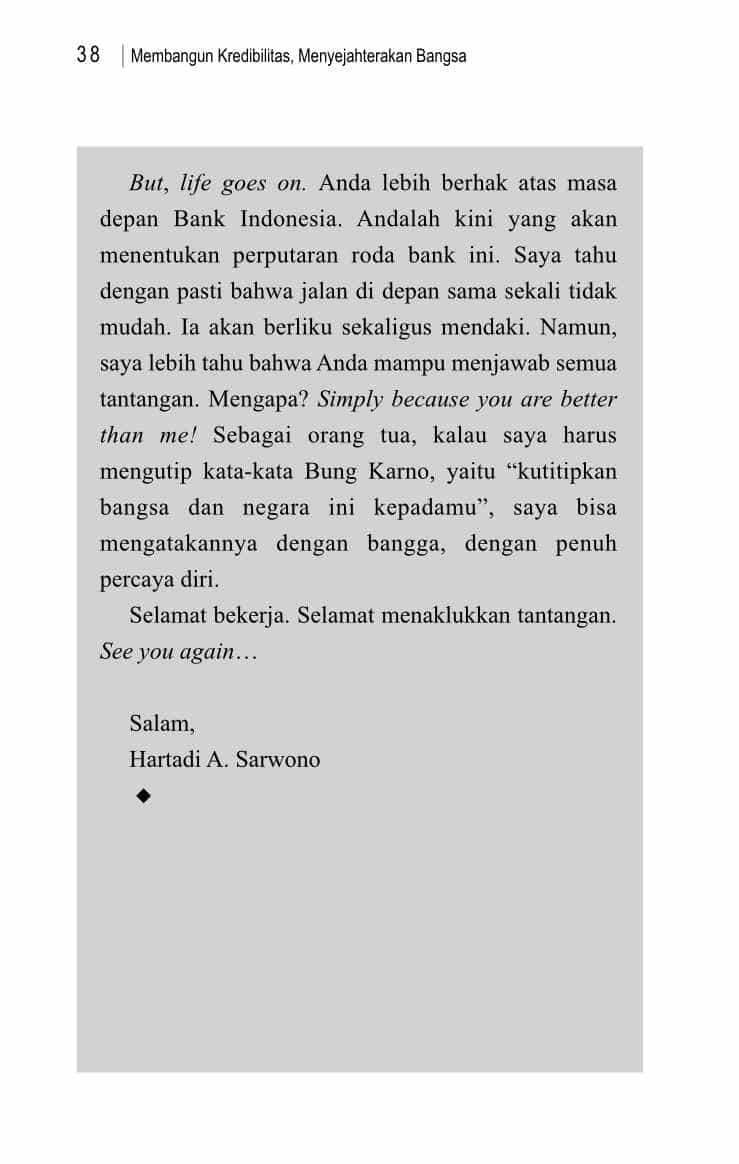 38 | Membangun Kredibilitas, Menyejahterakan Bangsa
But, life goes on. Anda lebih berhak atas masa
depan Bank Indonesia. Andalah kini yang akan
menentukan perputaran roda bank ini. Saya tahu
dengan pasti bahwa jalan di depan sama sekali tidak
mudah. Ia akan berliku sekaligus mendaki. Namun,
saya lebih tahu bahwa Anda mampu menjawab semua
tantangan. Mengapa? Simply because you are better
than me! Sebagai orang tua, kalau saya harus
mengutip kata-kata Bung Karno, yaitu “kutitipkan
bangsa dan negara ini kepadamu”, saya bisa
mengatakannya dengan bangga, dengan penuh
percaya diri.
Selamat bekerja. Selamat menaklukkan tantangan.
See you again…
Salam,
Hartadi A. Sarwono
◆